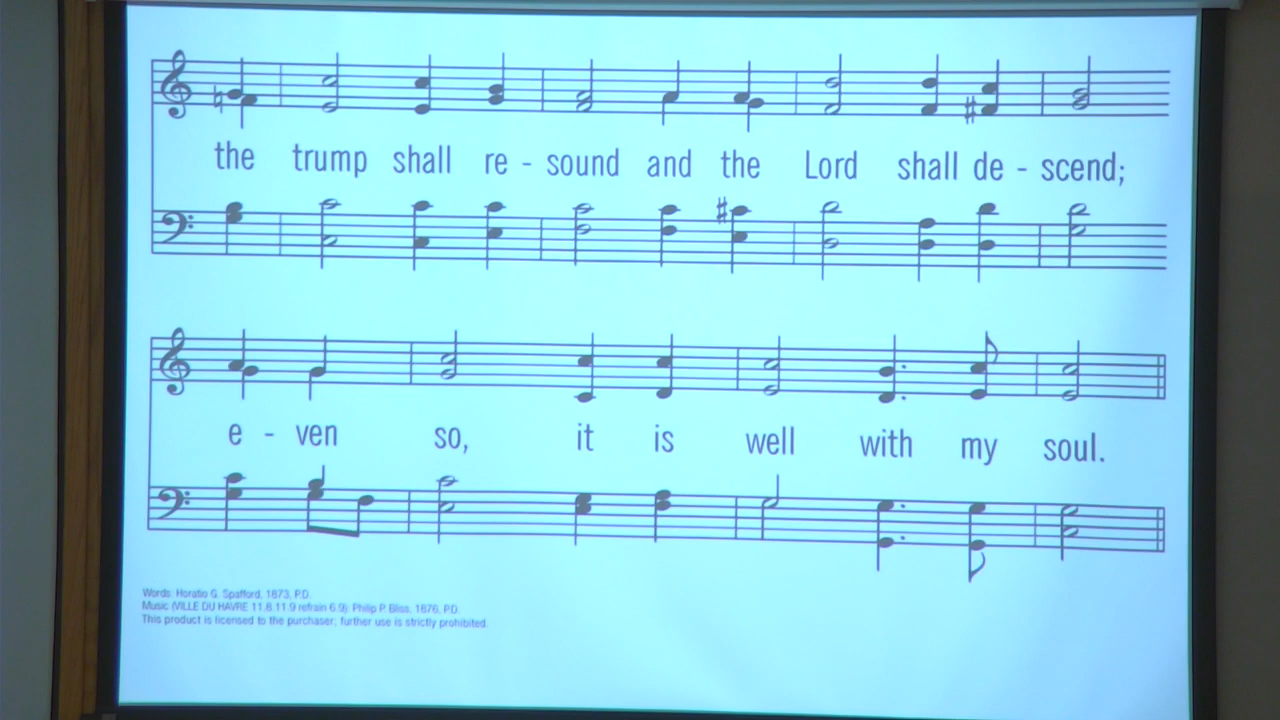 the trump shall re - sound and the Lord shall de - scend;
e - ven so, it is well with my soul.
Words: Horatio G. Spafford, 1873, P.D.
Music (VILLE DU HAVRE 11.8.11.9 refrain 6.9): Philip P. Bliss, 1876, P.D.
This product is licensed to the purchaser; further use is strictly prohibited.